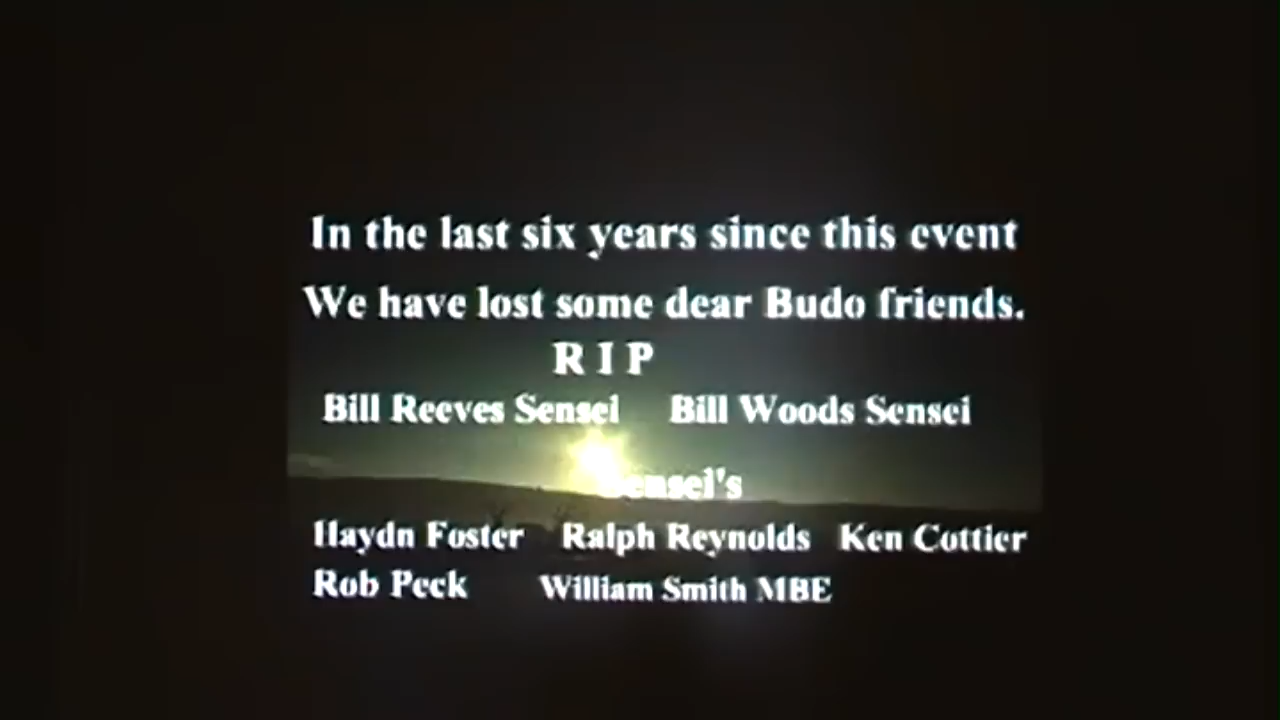 In the last six years since this event
We have lost some dear Budo friends.
R I P
Bill Reeves Sensei Bill Woods Sensei
Sensei's
Haydn Foster Ralph Reynolds Ken Cottier
Rob Peck William Smith MBE